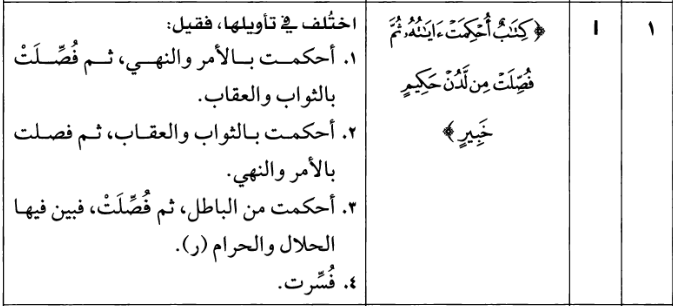 ١
١
﴿ كِتَٰبٌ أُحْكِمَتْ ءَايَٰتُهُۥ ثُمَّ
فُصِّلَتْ مِن لَّدُنْ حَكِيمٍ
خَبِيرٍ ﴾
اختُلف في تأويلها، فقيل:
١. أحكمت بالأمر والنهي، ثم فُصِّلَتْ
بالثواب والعقاب.
٢. أحكمت بالثواب والعقاب، ثم فصلت
بالأمر والنهي.
٣. أحكمت من الباطل، ثم فُصِّلَتْ، فبين فيها
الحلال والحرام (ر).
٤. فُسِّرت.